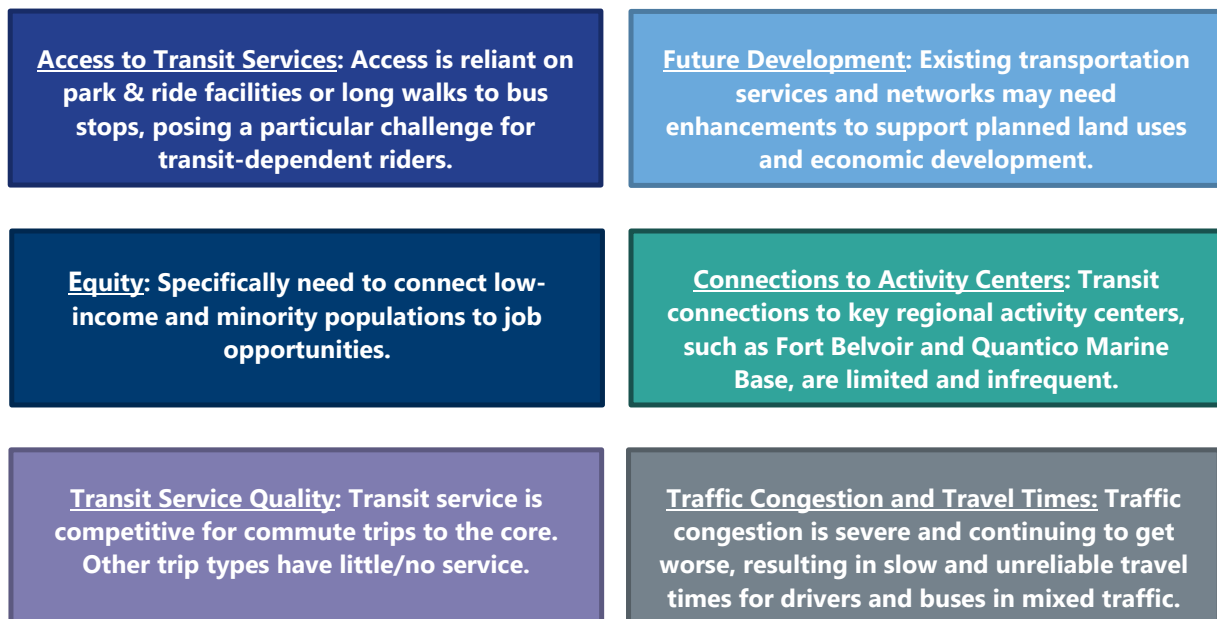 Access to Transit Services: Access is reliant on
park & ride facilities or long walks to bus
stops, posing a particular challenge for
transit-dependent riders.
Future Development: Existing transportation
services and networks may need
enhancements to support planned land uses
and economic development.
Equity: Specifically need to connect low-
income and minority populations to job
opportunities.
Connections to Activity Centers: Transit
connections to key regional activity centers,
such as Fort Belvoir and Quantico Marine
Base, are limited and infrequent.
Transit Service Quality: Transit service is
competitive for commute trips to the core.
Other trip types have little/no service.
Traffic Congestion and Travel Times: Traffic
congestion is severe and continuing to get
worse, resulting in slow and unreliable travel
times for drivers and buses in mixed traffic.